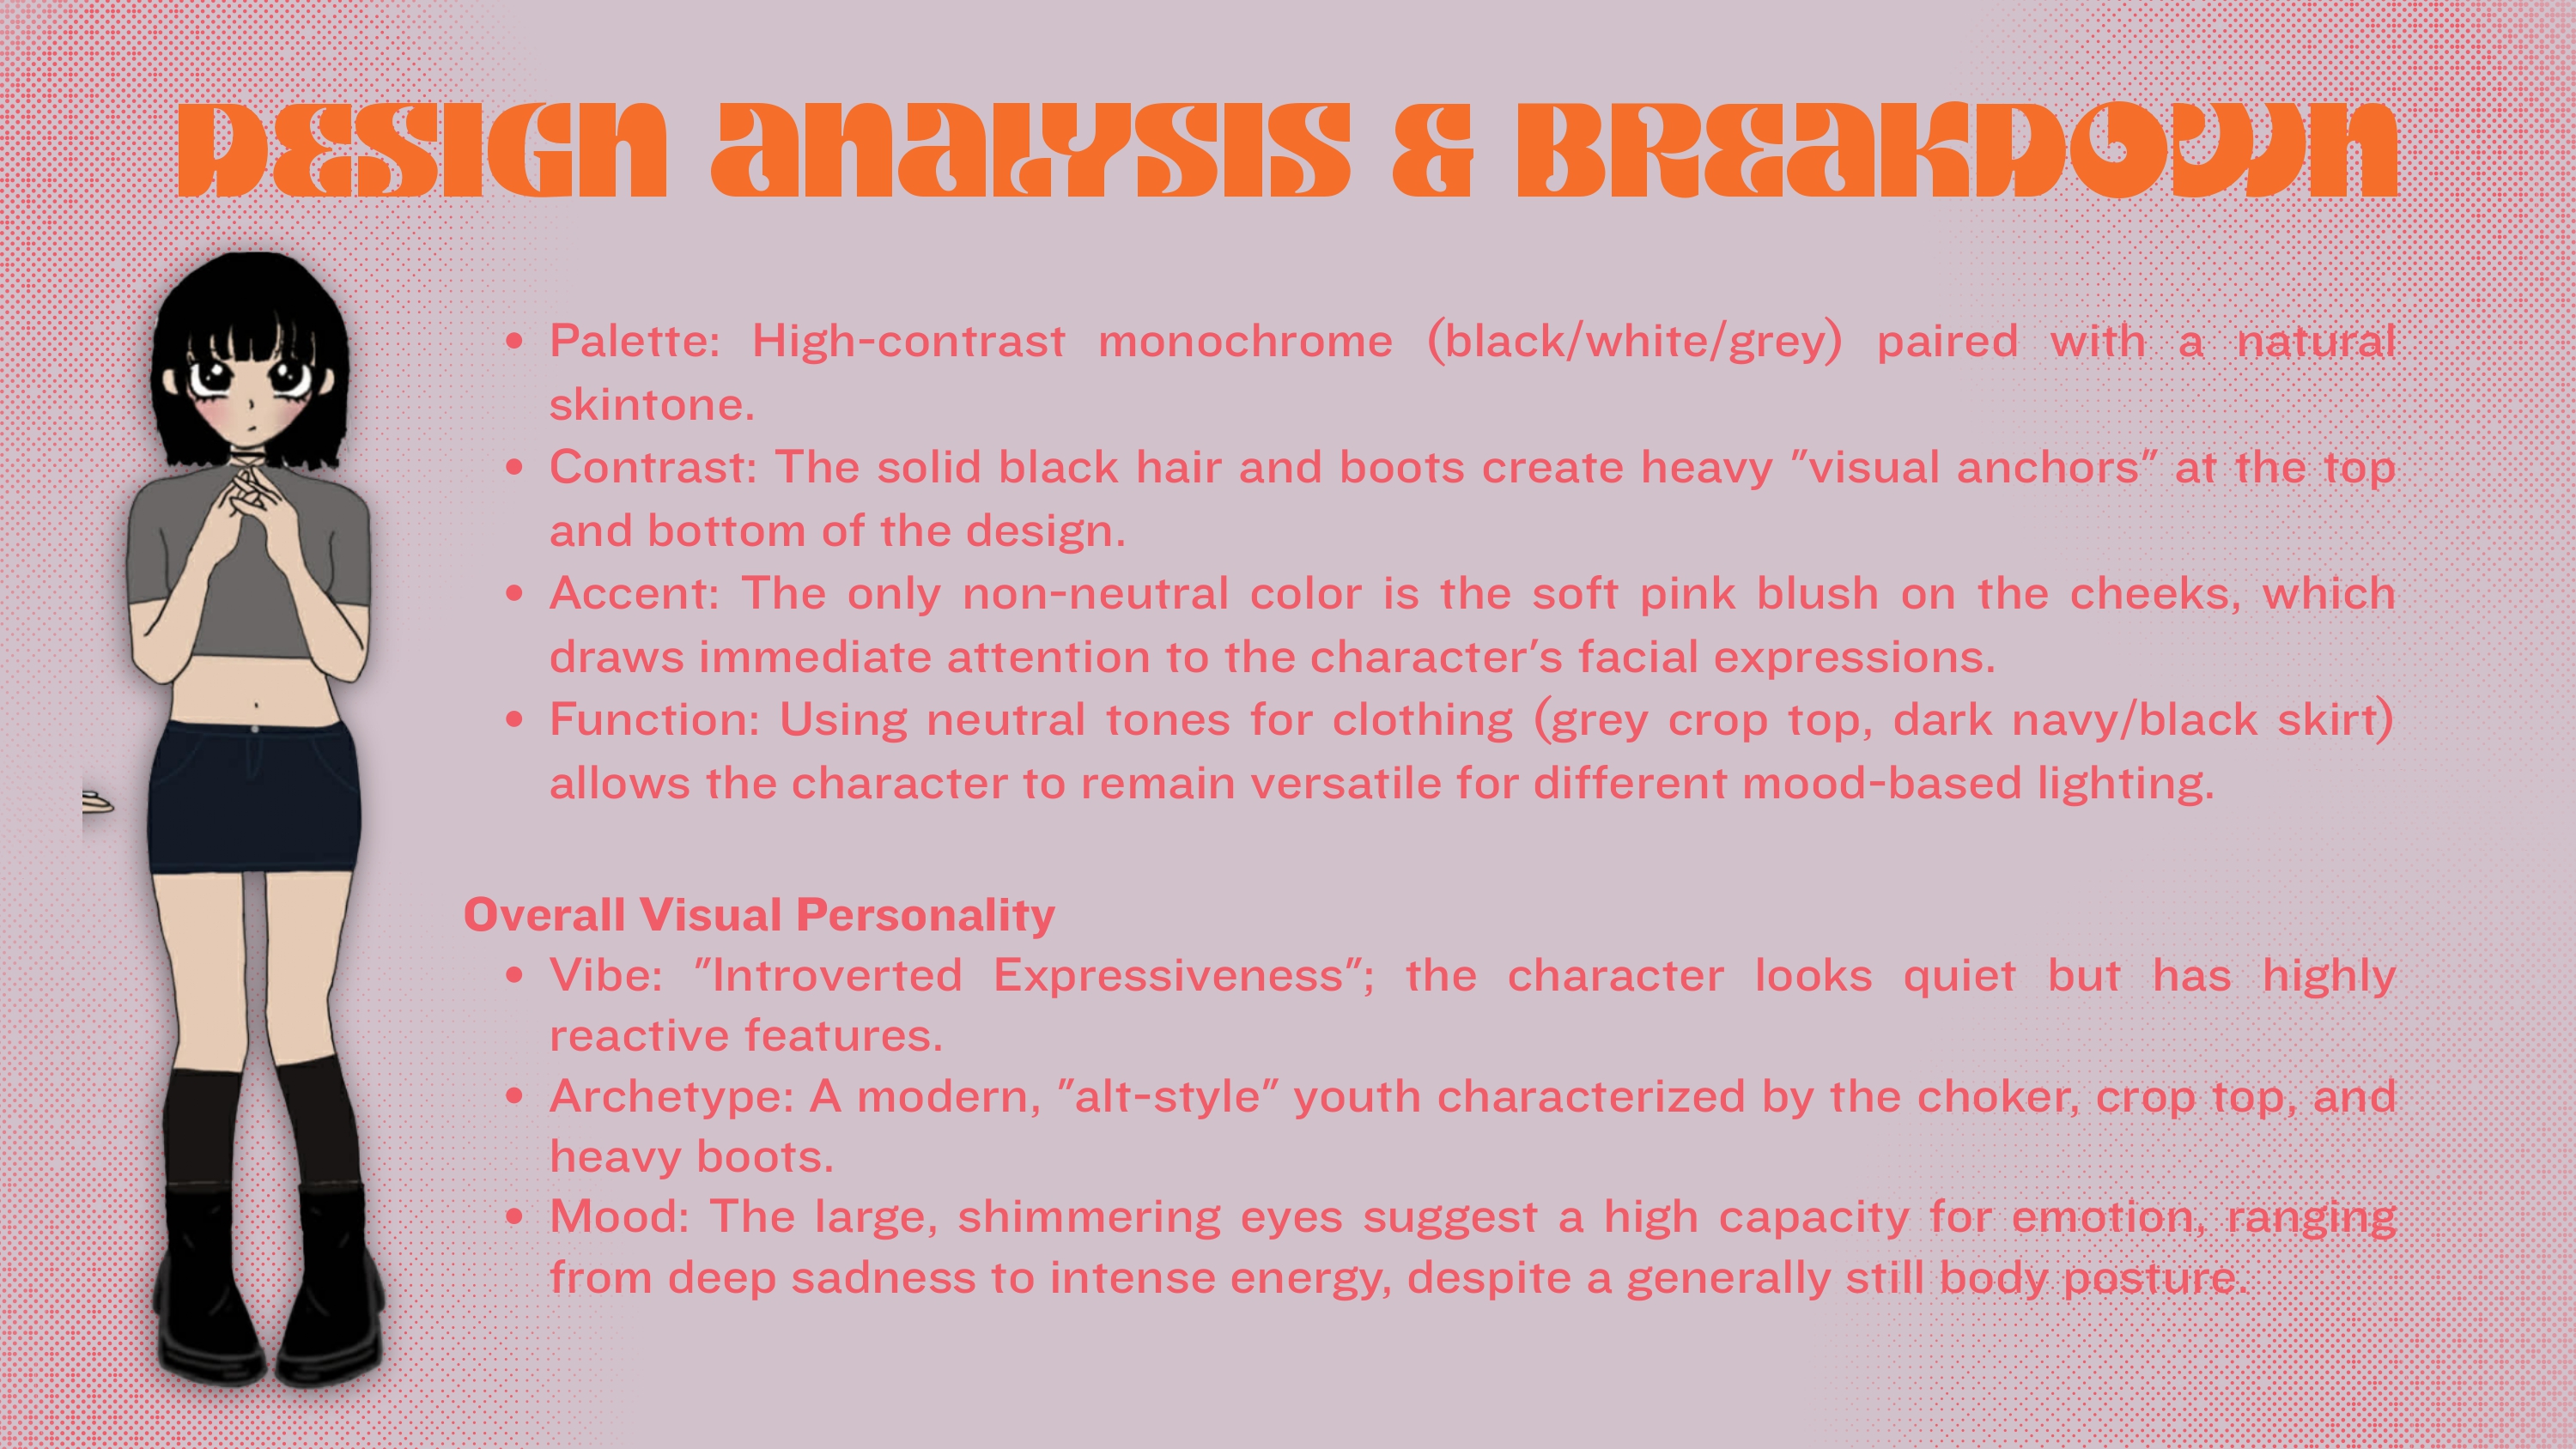 DESIGN ANALYSIS & BREAKDOWN
• Palette: High-contrast monochrome (black/white/grey) paired with a natural
skintone.
• Contrast: The solid black hair and boots create heavy "visual anchors" at the top
and bottom of the design.
• Accent: The only non-neutral color is the soft pink blush on the cheeks, which
draws immediate attention to the character's facial expressions.
• Function: Using neutral tones for clothing (grey crop top, dark navy/black skirt)
allows the character to remain versatile for different mood-based lighting.
Overall Visual Personality
• Vibe: "Introverted Expressiveness"; the character looks quiet but has highly
reactive features.
• Archetype: A modern, "alt-style" youth characterized by the choker, crop top, and
heavy boots.
• Mood: The large, shimmering eyes suggest a high capacity for emotion, ranging
from deep sadness to intense energy, despite a generally still body posture.